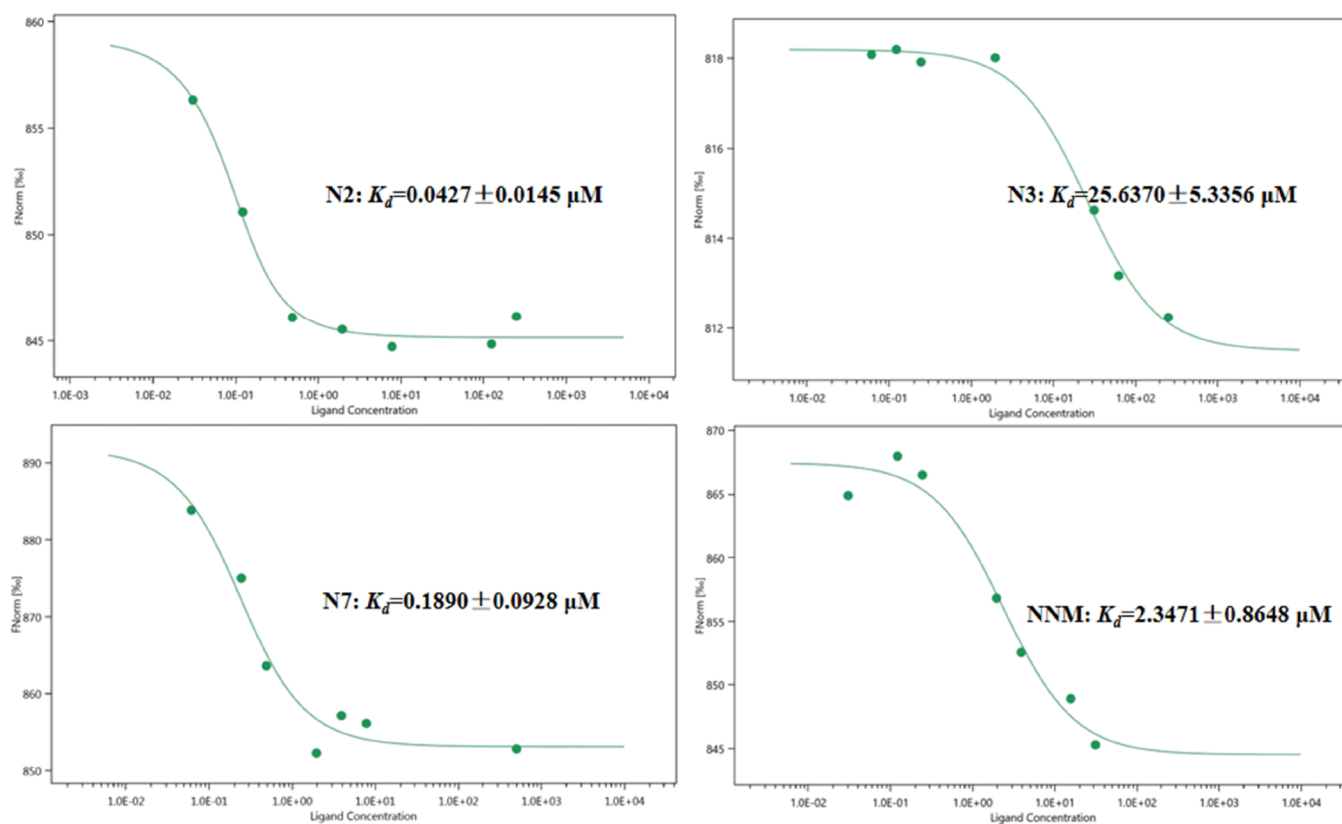 860
855
850
845
FNorm [‰]
N2: Kd=0.0427±0.0145 μM
1.0E-03 1.0E-02 1.0E-01 1.0E+00 1.0E+01 1.0E+02 1.0E+03 1.0E+04
Ligand Concentration
818
816
814
812
FNorm [‰]
N3: Kd=25.6370±5.3356 μM
1.0E-02 1.0E-01 1.0E+00 1.0E+01 1.0E+02 1.0E+03 1.0E+04
Ligand Concentration
890
880
870
860
850
FNorm [‰]
N7: Kd=0.1890±0.0928 μM
1.0E-02 1.0E-01 1.0E+00 1.0E+01 1.0E+02 1.0E+03 1.0E+04
Ligand Concentration
870
865
860
855
850
845
FNorm [‰]
NNM: Kd=2.3471±0.8648 μM
1.0E-02 1.0E-01 1.0E+00 1.0E+01 1.0E+02 1.0E+03 1.0E+04
Ligand Concentration